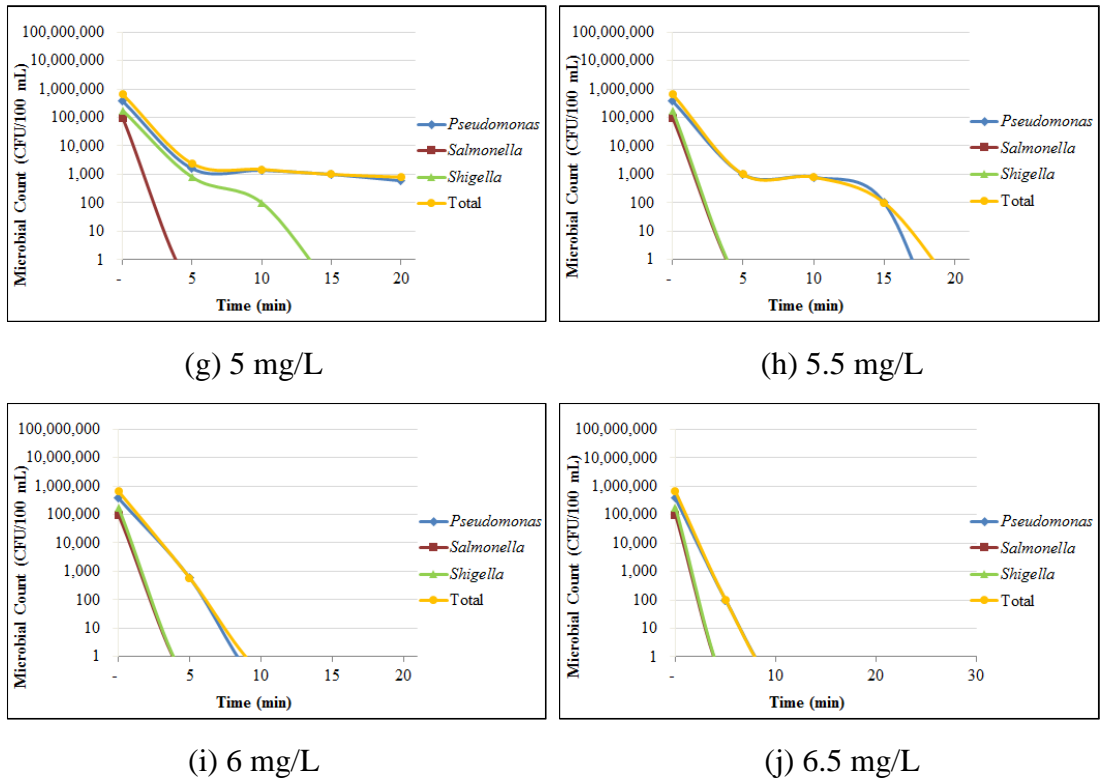 100,000,000
10,000,000
1,000,000
100,000
10,000
1,000
100
10
1
Microbial Count (CFU/100 mL)
- 5 10 15 20
Time (min)
Pseudomonas
Salmonella
Shigella
Total
(g) 5 mg/L
100,000,000
10,000,000
1,000,000
100,000
10,000
1,000
100
10
1
Microbial Count (CFU/100 mL)
- 5 10 15 20
Time (min)
Pseudomonas
Salmonella
Shigella
Total
(h) 5.5 mg/L
100,000,000
10,000,000
1,000,000
100,000
10,000
1,000
100
10
1
Microbial Count (CFU/100 mL)
- 5 10 15 20
Time (min)
Pseudomonas
Salmonella
Shigella
Total
(i) 6 mg/L
100,000,000
10,000,000
1,000,000
100,000
10,000
1,000
100
10
1
Microbial Count (CFU/100 mL)
- 10 20 30
Time (min)
Pseudomonas
Salmonella
Shigella
Total
(j) 6.5 mg/L